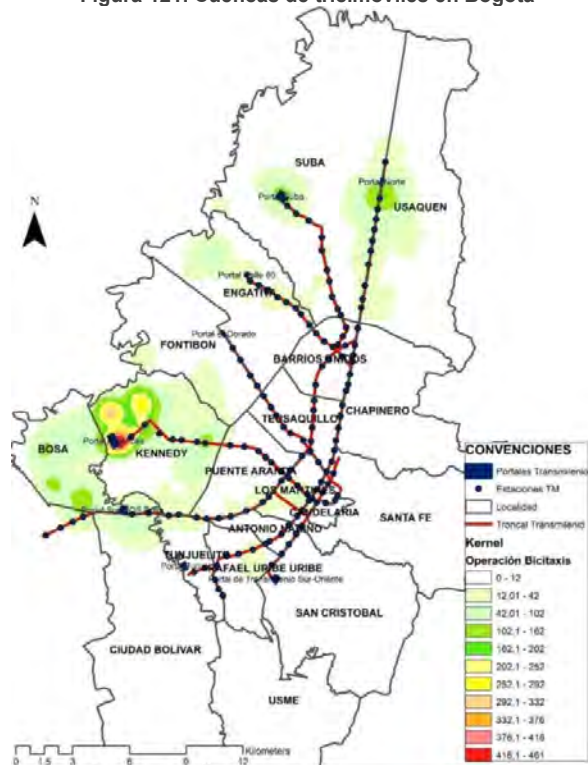 Figura 121. Cuencas de trisimóviles en Bogotá
N
SUBA
Portal Suba
Portal Norte
USAQUEN
Portal Calle 80
ENGATIVA
Portal el Dorado
FONTIBON
BARRIOS UNIDOS
TEUSAQUILLO
CHAPINERO
BOSA
KENNEDY
PUENTE ARANDA
LOS MARTIRES
CANDELARIA
SANTA FE
ANTONIO NARIÑO
TUNJUELITO
RAFAEL URIBE URIBE
Portal de Transmilenio Sur-Oriente
SAN CRISTOBAL
CIUDAD BOLIVAR
USME
CONVENCIONES
Portales Transmilenio
Estaciones TM
Localidad
Troncal Transmilenio
Kernel
Operación Bicitaxis
0 - 12
12,01 - 42
42,01 - 102
102,1 - 162
162,1 - 202
202,1 - 252
252,1 - 292
292,1 - 332
332,1 - 376
376,1 - 416
416,1 - 461
0 1,5 3 6 9 12
Kilometers